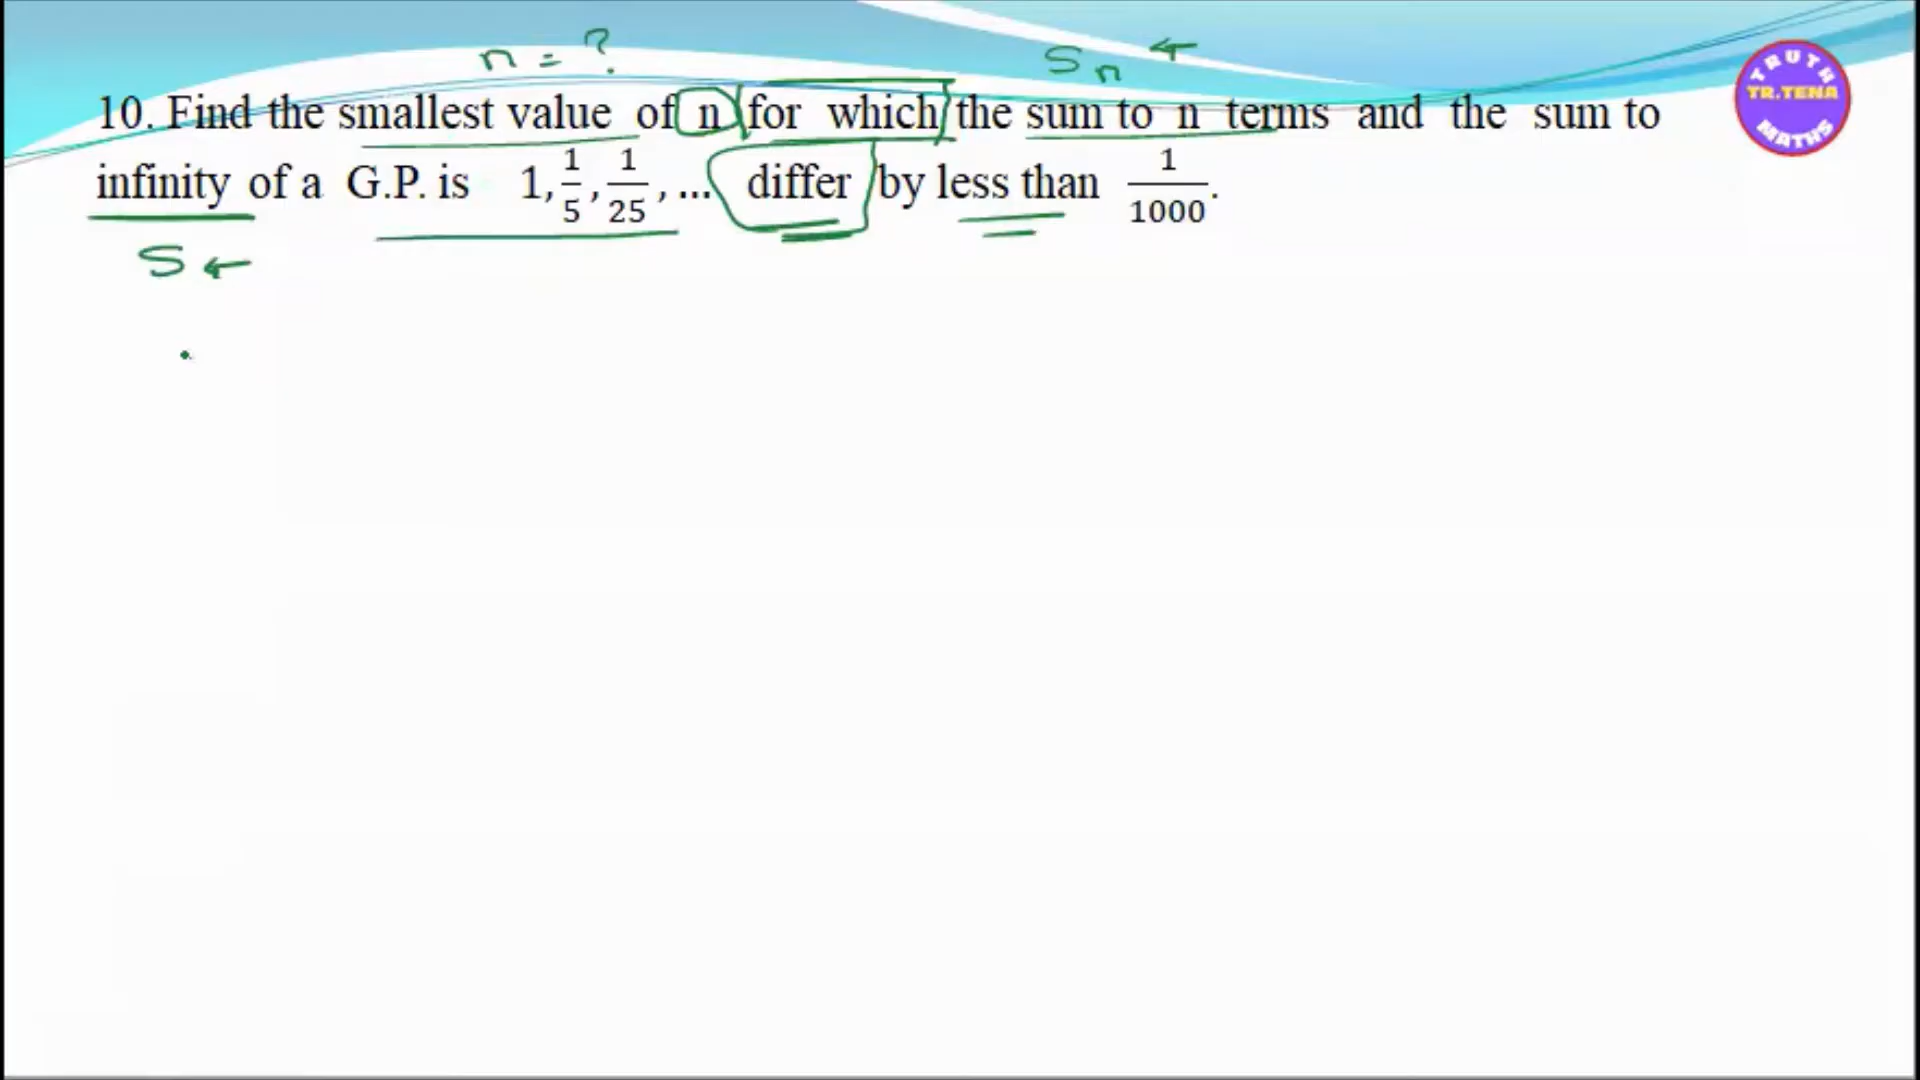 n = ?
Sn ←
10. Find the smallest value of n for which the sum to n terms and the sum to
infinity of a G.P. is 1, 1/5, 1/25, ... differ by less than 1/1000.
S ←
TRUTH
TR.TENA
MATHS